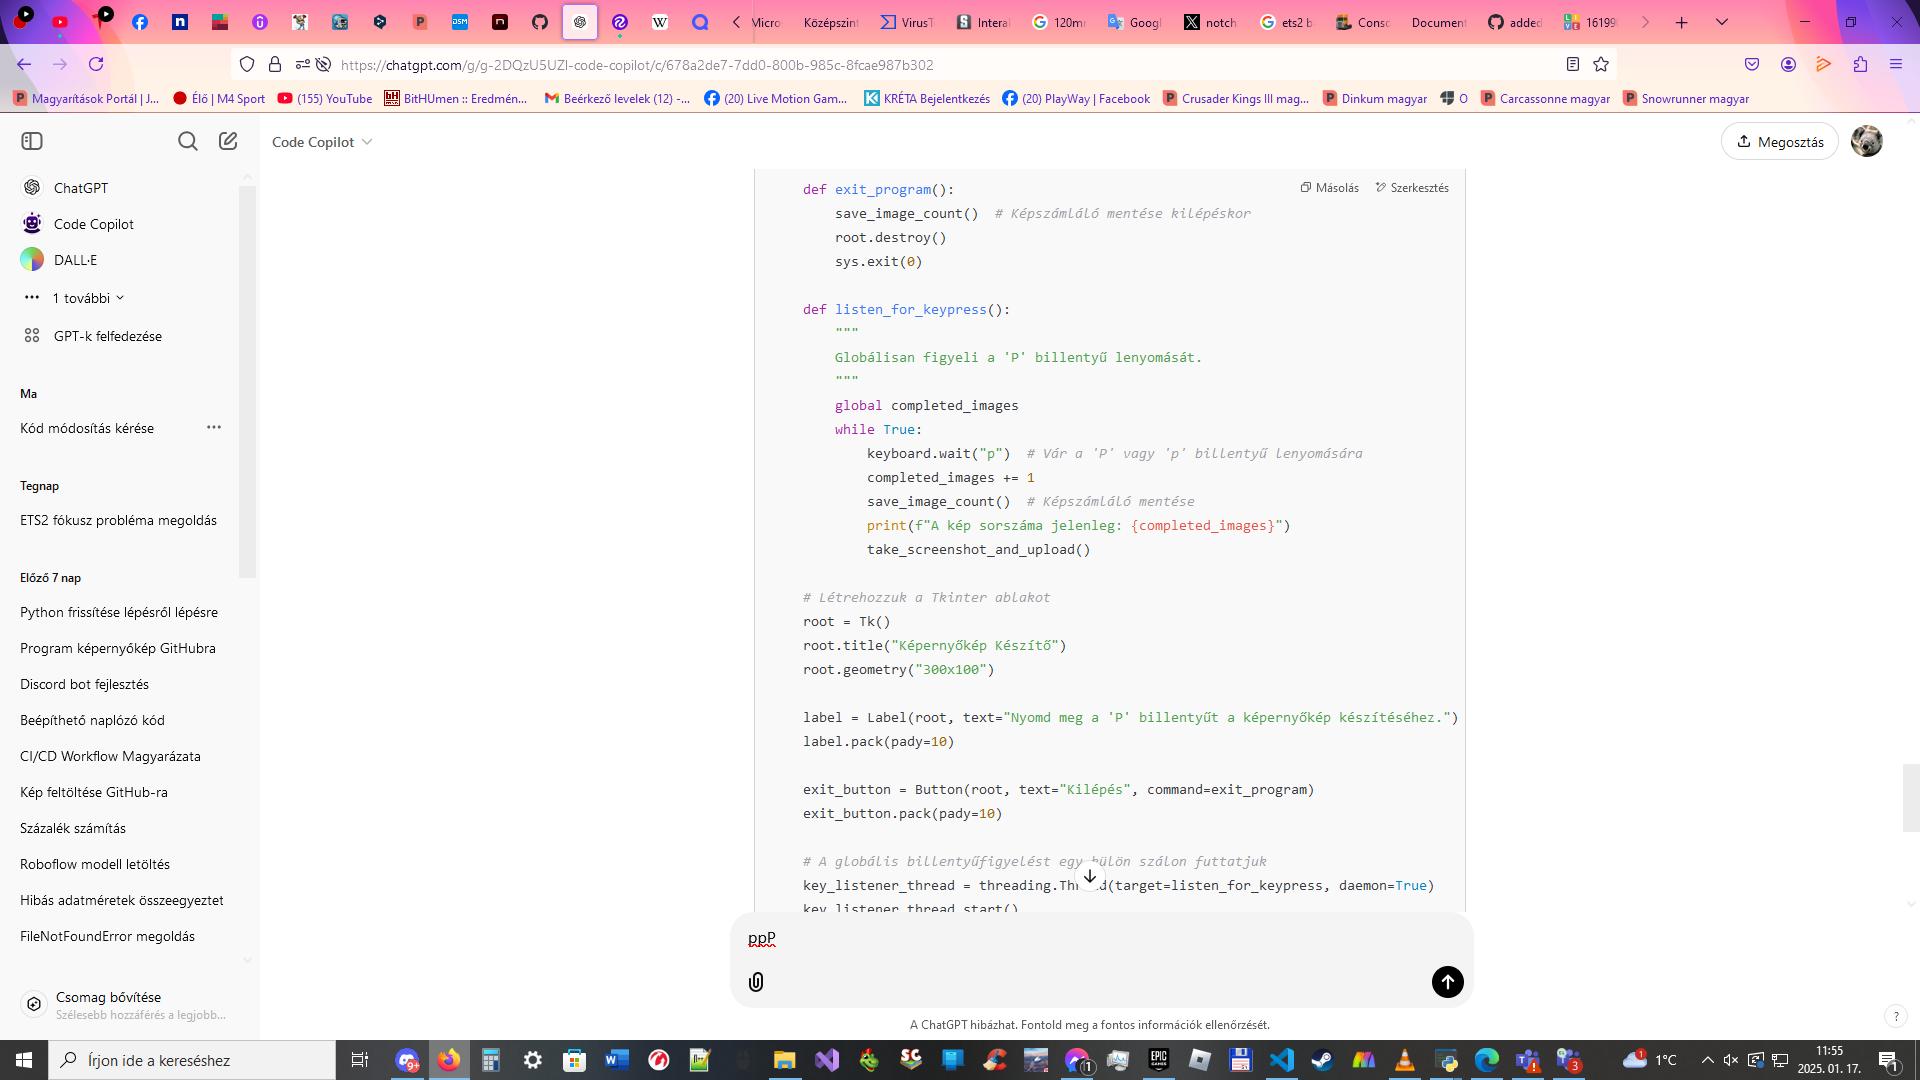 Micro
Középszint
VirusT
Interai
120mr
Googl
notch
ets2 b
Consc
Document
added
16199
https://chatgpt.com/g/g-2DQzU5UZl-code-copilot/c/678a2de7-7dd0-800b-985c-8fcae987b302
Magyarítások Portál | J...
Élő | M4 Sport
(155) YouTube
BitHUmen :: Eredmén...
Beérkező levelek (12) -...
(20) Live Motion Gam...
KRÉTA Bejelentkezés
(20) PlayWay | Facebook
Crusader Kings III mag...
Dinkum magyar
O
Carcassonne magyar
Snowrunner magyar
Code Copilot
Megosztás
ChatGPT
Code Copilot
DALL·E
1 további
GPT-k felfedezése
Ma
Kód módosítás kérése
Tegnap
ETS2 fókusz probléma megoldás
Előző 7 nap
Python frissítése lépésről lépésre
Program képernyőkép GitHubra
Discord bot fejlesztés
Beépíthető naplózó kód
CI/CD Workflow Magyarázata
Kép feltöltése GitHub-ra
Százalék számítás
Roboflow modell letöltés
Hibás adatméretek összeegyeztet
FileNotFoundError megoldás
Csomag bővítése
Szélesebb hozzáférés a legjobb...
Másolás
Szerkesztés
def exit_program():
save_image_count()  # Képszámláló mentése kilépéskor
root.destroy()
sys.exit(0)
def listen_for_keypress():
"""
Globálisan figyeli a 'P' billentyű lenyomását.
"""
global completed_images
while True:
keyboard.wait("p")  # Vár a 'P' vagy 'p' billentyű lenyomására
completed_images += 1
save_image_count()  # Képszámláló mentése
print(f"A kép sorszáma jelenleg: {completed_images}")
take_screenshot_and_upload()
# Létrehozzuk a Tkinter ablakot
root = Tk()
root.title("Képernyőkép Készítő")
root.geometry("300x100")
label = Label(root, text="Nyomd meg a 'P' billentyűt a képernyőkép készítéséhez.")
label.pack(pady=10)
exit_button = Button(root, text="Kilépés", command=exit_program)
exit_button.pack(pady=10)
# A globális billentyűfigyelést egy külön szálon futtatjuk
key_listener_thread = threading.Thread(target=listen_for_keypress, daemon=True)
key_listener_thread.start()
ppP
A ChatGPT hibázhat. Fontold meg a fontos információk ellenőrzését.
?
Írjon ide a kereséshez
1°C
11:55
2025. 01. 17.